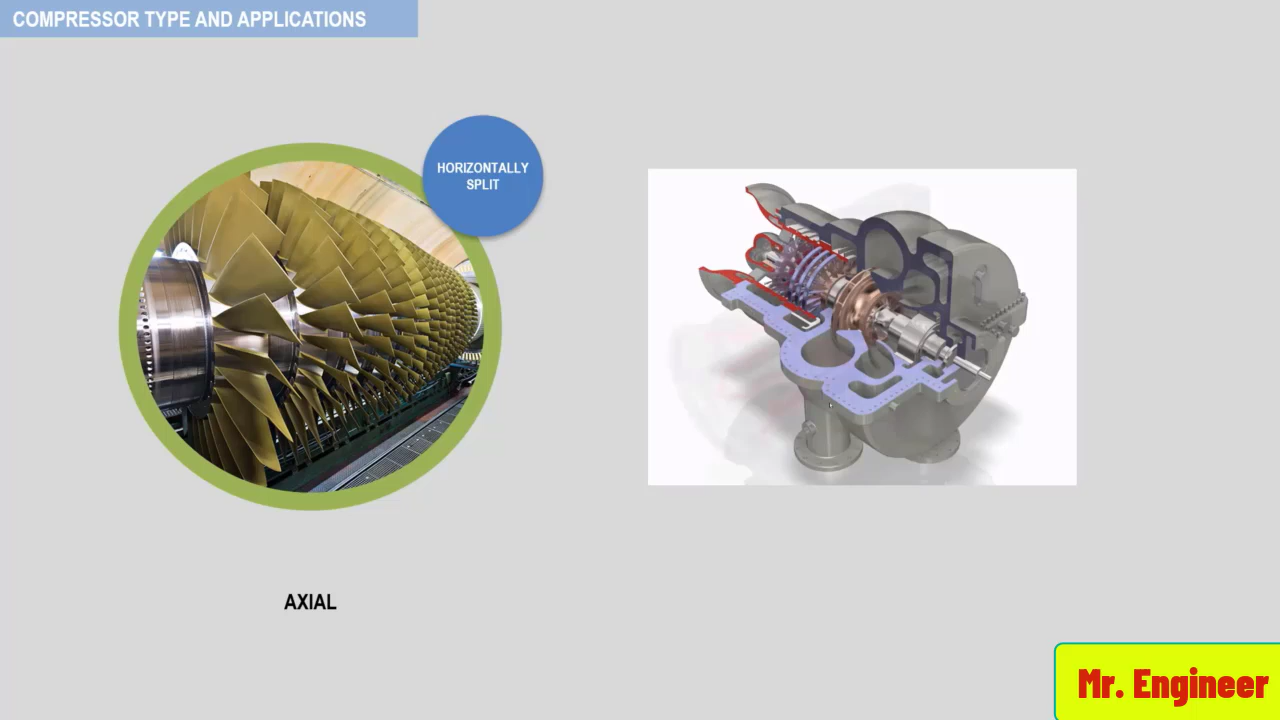 COMPRESSOR TYPE AND APPLICATIONS
HORIZONTALLY
SPLIT
AXIAL
Mr. Engineer